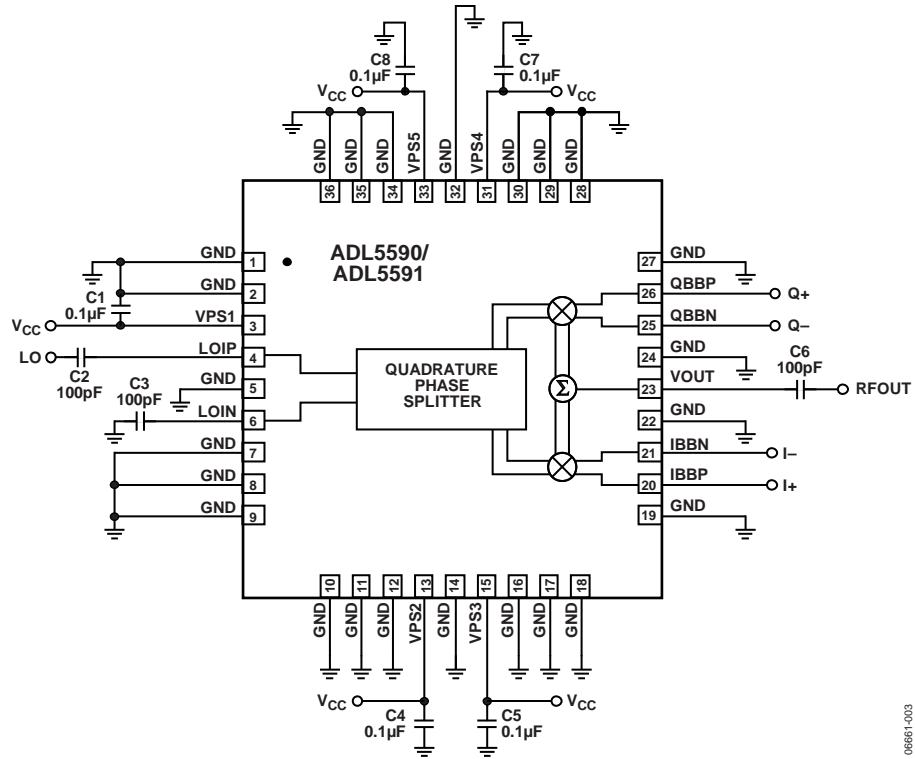 C8
0.1µF
C7
0.1µF
VCC
VCC
GND
GND
GND
VPS5
GND
VPS4
GND
GND
GND
36
35
34
33
32
31
30
29
28
ADL5590/
ADL5591
GND
1
GND
2
C1
0.1µF
VCC
VPS1
3
LO
C2
100pF
LOIP
4
GND
5
C3
100pF
LOIN
6
GND
7
GND
8
GND
9
QUADRATURE
PHASE
SPLITTER
Σ
27
GND
26
QBBP
Q+
25
QBBN
Q–
24
GND
23
VOUT
C6
100pF
RFOUT
22
GND
21
IBBN
I–
20
IBBP
I+
19
GND
10
11
12
13
14
15
16
17
18
GND
GND
GND
VPS2
GND
VPS3
GND
GND
GND
VCC
C4
0.1µF
C5
0.1µF
VCC
06661-003